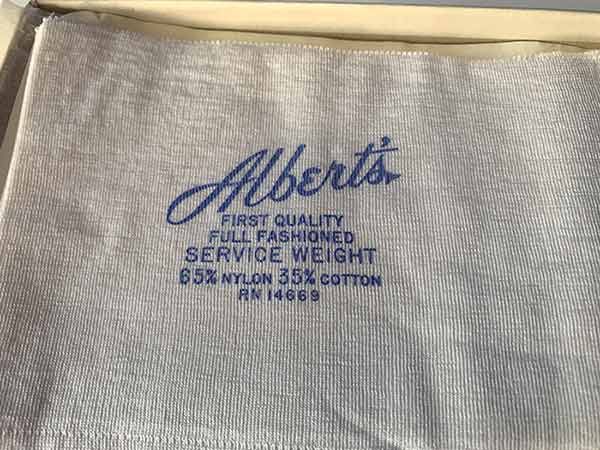 Albert's
FIRST QUALITY
FULL FASHIONED
SERVICE WEIGHT
65% NYLON 35% COTTON
RN 14669